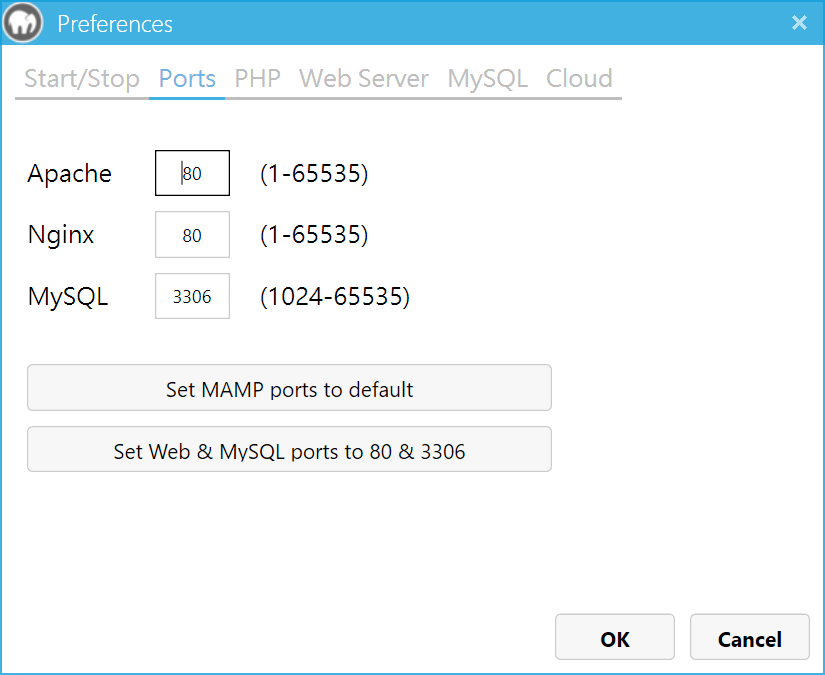 Preferences
Start/Stop Ports PHP Web Server MySQL Cloud
Apache 80 (1-65535)
Nginx 80 (1-65535)
MySQL 3306 (1024-65535)
Set MAMP ports to default
Set Web & MySQL ports to 80 & 3306
OK Cancel